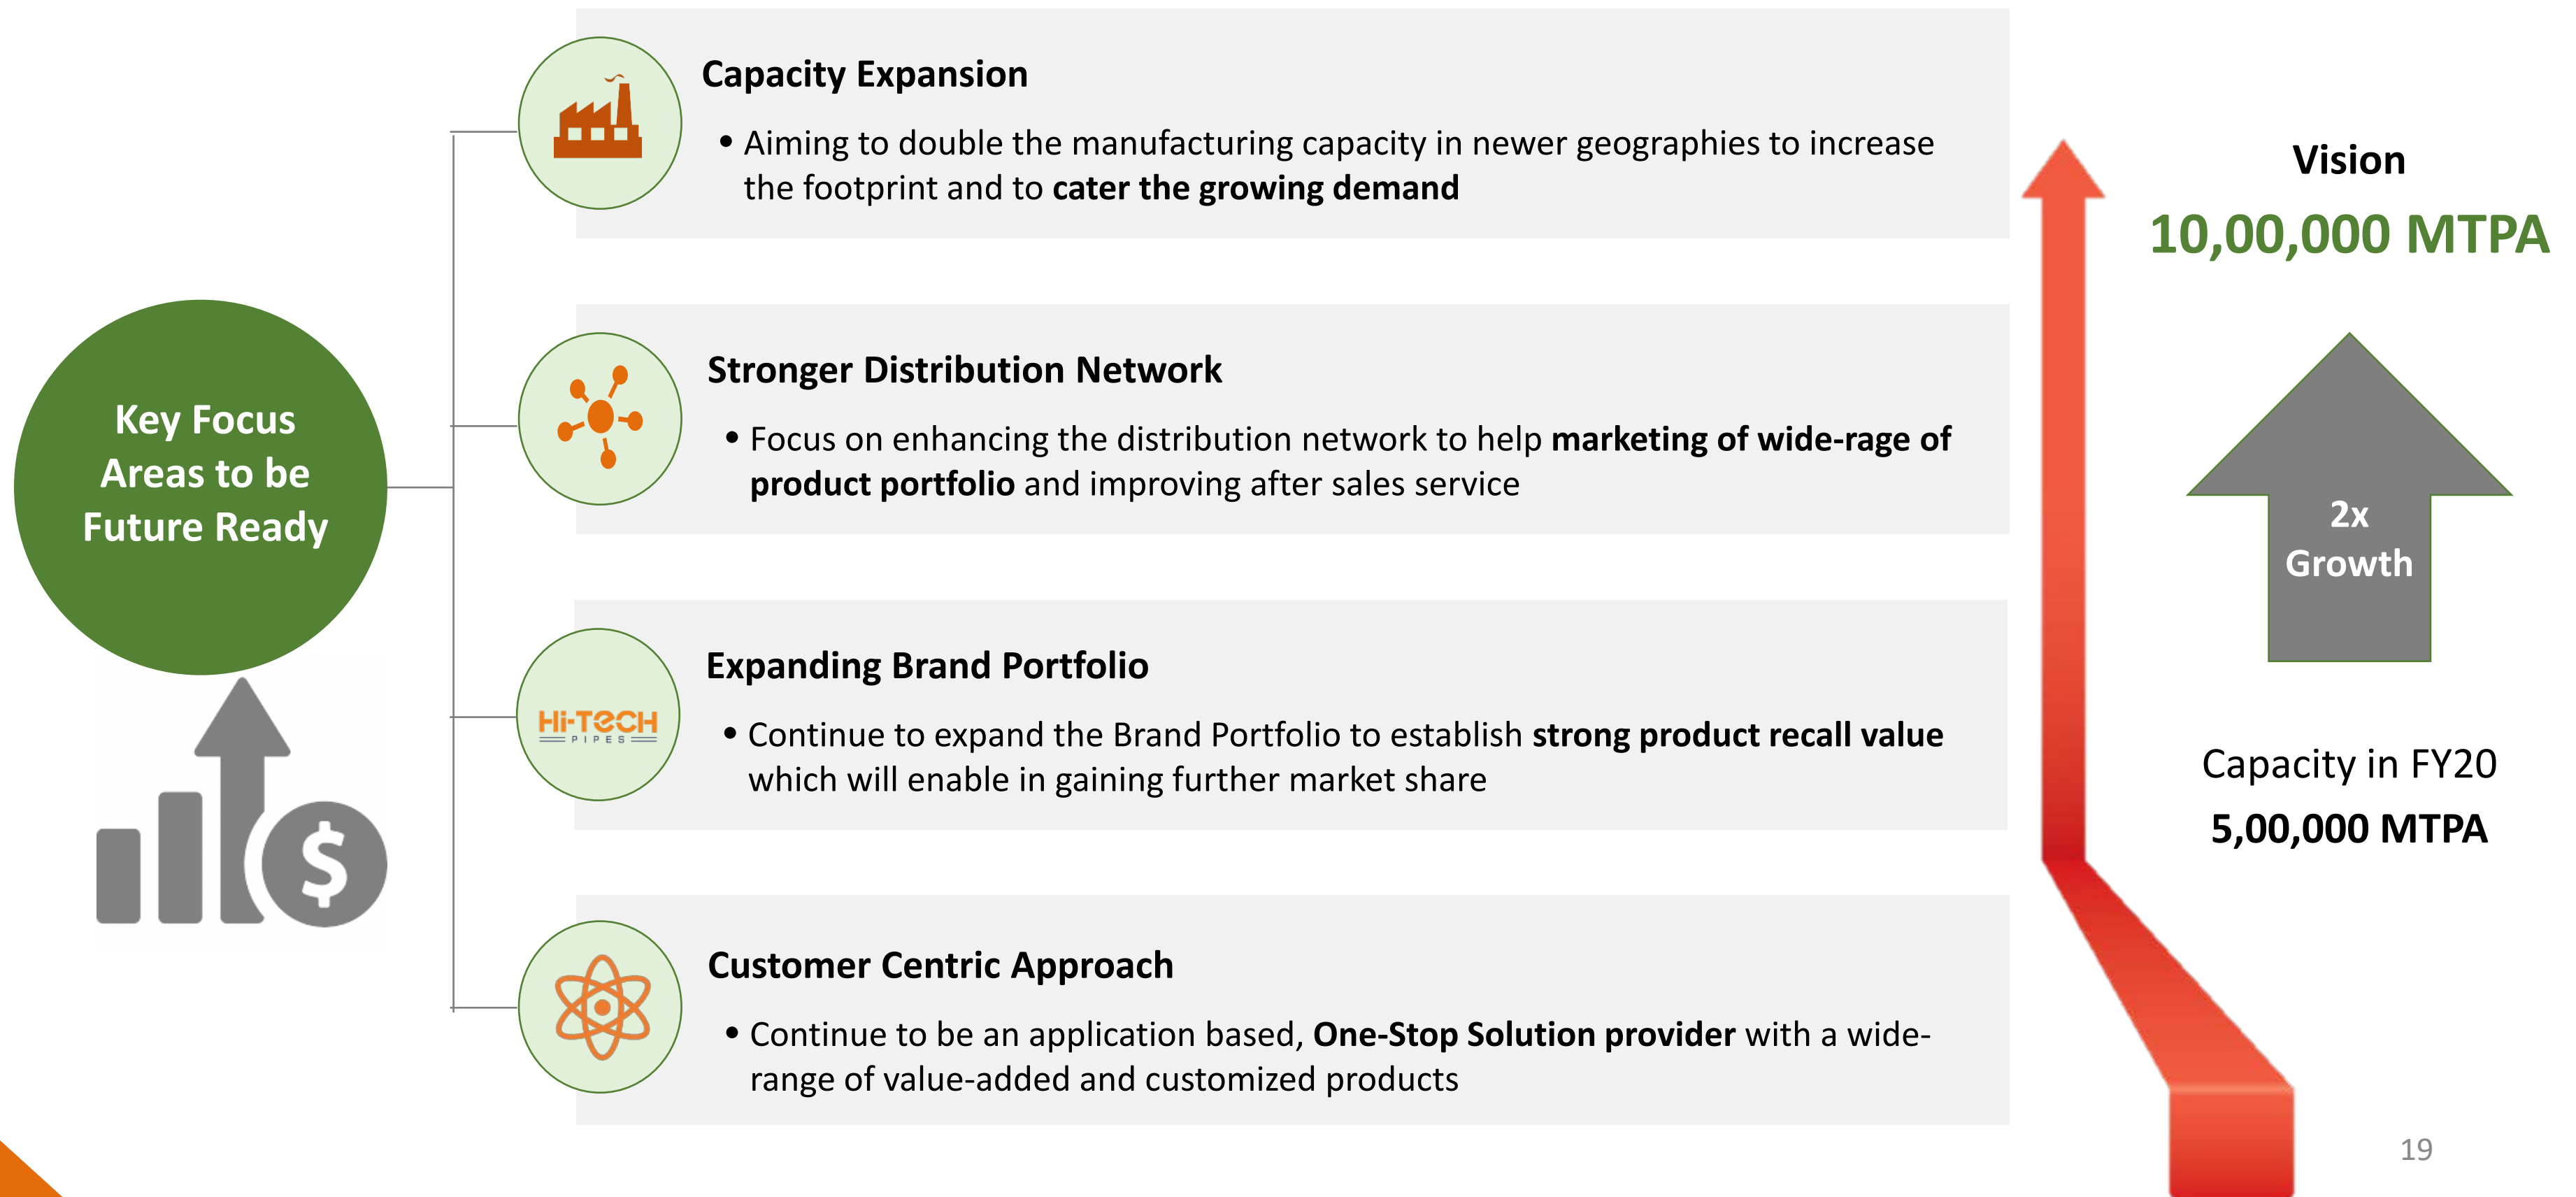 Key Focus
Areas to be
Future Ready
$
Capacity Expansion
• Aiming to double the manufacturing capacity in newer geographies to increase
the footprint and to cater the growing demand
Stronger Distribution Network
• Focus on enhancing the distribution network to help marketing of wide-rage of
product portfolio and improving after sales service
Hi-TECH
PIPES
Expanding Brand Portfolio
• Continue to expand the Brand Portfolio to establish strong product recall value
which will enable in gaining further market share
Customer Centric Approach
• Continue to be an application based, One-Stop Solution provider with a wide-
range of value-added and customized products
Vision
10,00,000 MTPA
2x
Growth
Capacity in FY20
5,00,000 MTPA
19